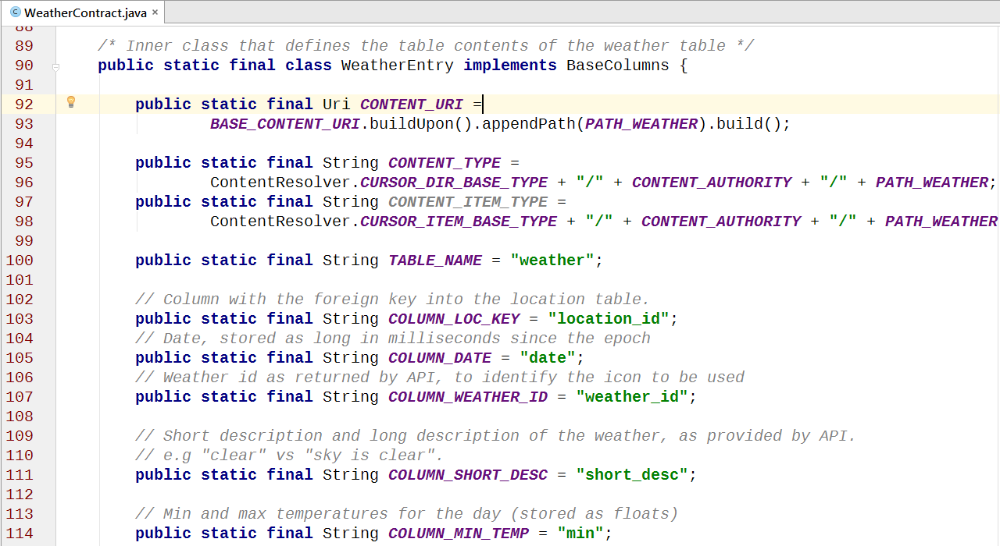 WeatherContract.java ×
88
89 /* Inner class that defines the table contents of the weather table */
90 public static final class WeatherEntry implements BaseColumns {
91
92 public static final Uri CONTENT_URI =
93 BASE_CONTENT_URI.buildUpon().appendPath(PATH_WEATHER).build();
94
95 public static final String CONTENT_TYPE =
96 ContentResolver.CURSOR_DIR_BASE_TYPE + "/" + CONTENT_AUTHORITY + "/" + PATH_WEATHER;
97 public static final String CONTENT_ITEM_TYPE =
98 ContentResolver.CURSOR_ITEM_BASE_TYPE + "/" + CONTENT_AUTHORITY + "/" + PATH_WEATHER
99
100 public static final String TABLE_NAME = "weather";
101
102 // Column with the foreign key into the location table.
103 public static final String COLUMN_LOC_KEY = "location_id";
104 // Date, stored as long in milliseconds since the epoch
105 public static final String COLUMN_DATE = "date";
106 // Weather id as returned by API, to identify the icon to be used
107 public static final String COLUMN_WEATHER_ID = "weather_id";
108
109 // Short description and long description of the weather, as provided by API.
110 // e.g "clear" vs "sky is clear".
111 public static final String COLUMN_SHORT_DESC = "short_desc";
112
113 // Min and max temperatures for the day (stored as floats)
114 public static final String COLUMN_MIN_TEMP = "min";